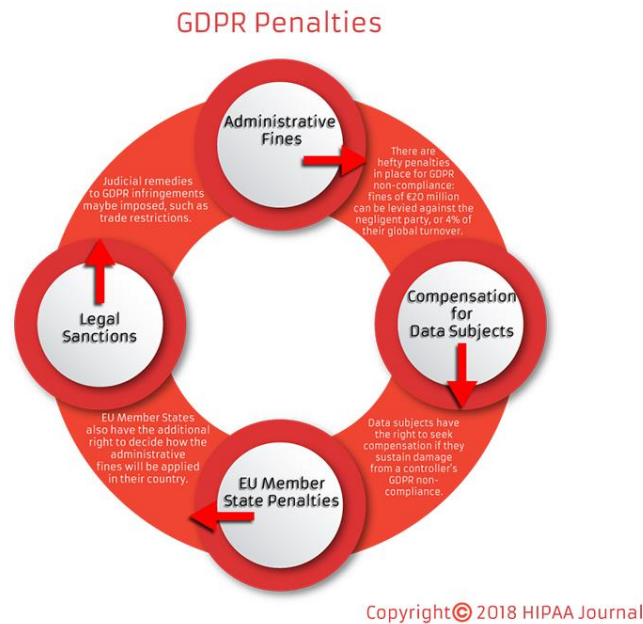 GDPR Penalties
Administrative
Fines
There are
hefty penalties
in place for GDPR
non-compliance:
fines of €20 million
can be levied against the
negligent party, or 4% of
their global turnover.
Compensation
for
Data Subjects
Data subjects have
the right to seek
compensation if they
sustain damage
from a controller's
GDPR non-
compliance.
EU Member
State Penalties
EU Member States
also have the additional
right to decide how the
administrative
fines will be applied
in their country.
Legal
Sanctions
Judicial remedies
to GDPR infringements
maybe imposed, such as
trade restrictions.
Copyright© 2018 HIPAA Journal